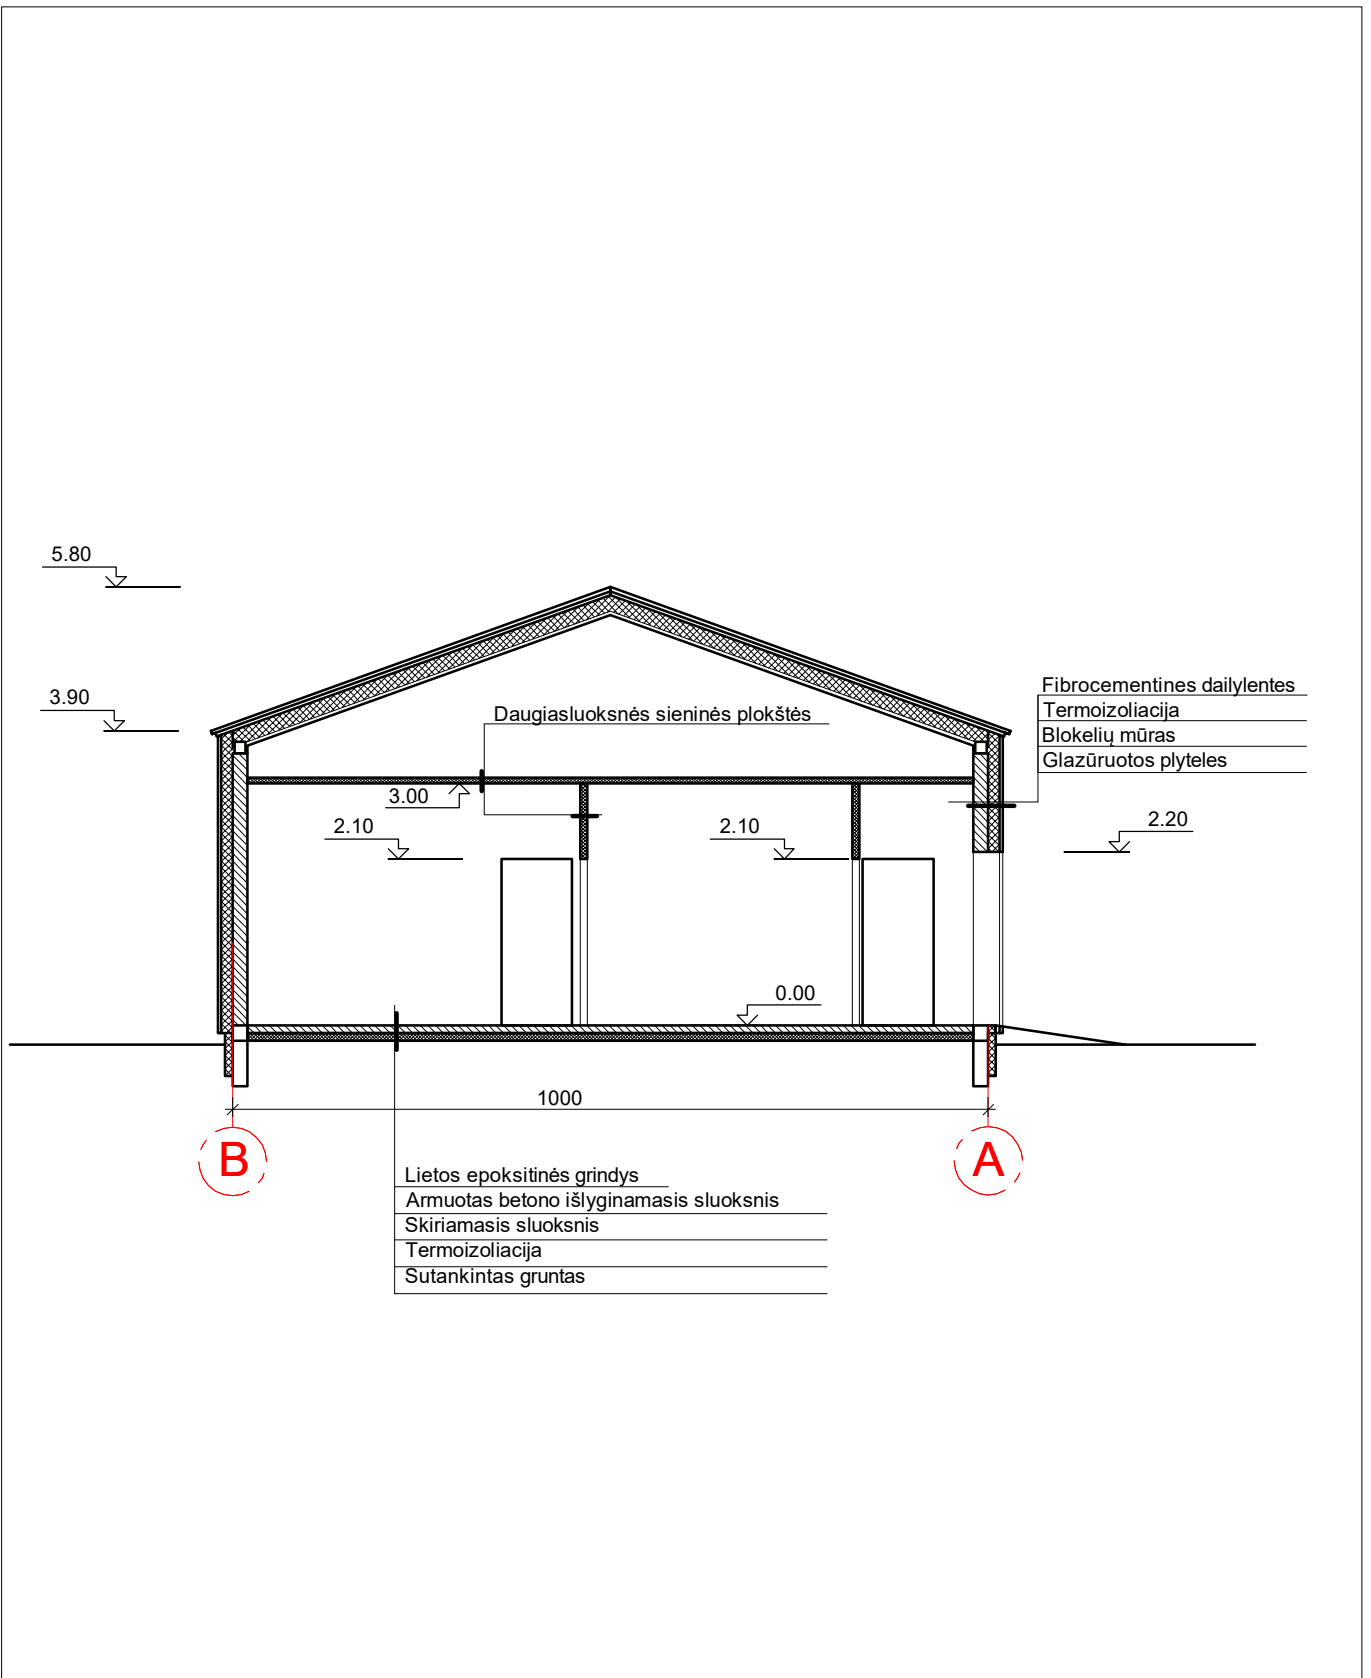 5.80
3.90
Daugiasluoksnės sieninės plokštės
Fibrocementines dailylentes
Termoizoliacija
Blokelių mūras
Glazūruotos plyteles
3.00
2.10
2.10
2.20
0.00
1000
B
A
Lietos epoksitinės grindys
Armuotas betono išlyginamasis sluoksnis
Skiriamasis sluoksnis
Termoizoliacija
Sutankintas gruntas